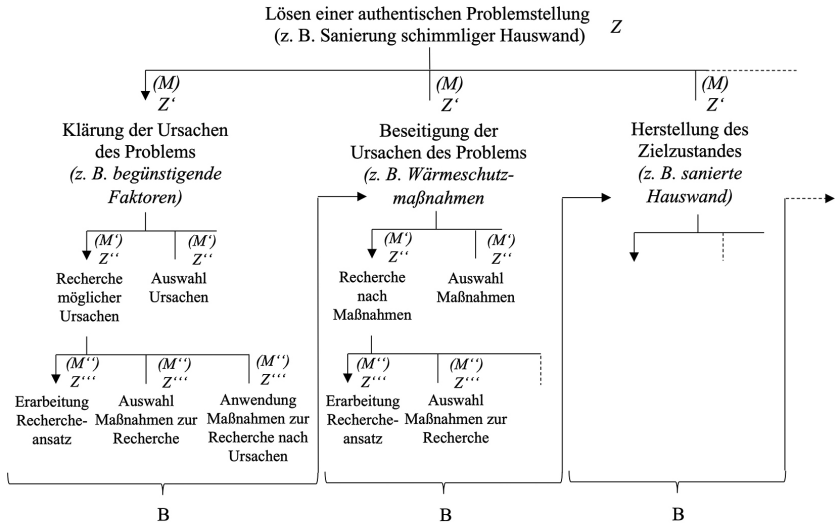 Lösen einer authentischen Problemstellung
(z. B. Sanierung schimmliger Hauswand)
Z
(M)
Z‘
Klärung der Ursachen
des Problems
(z. B. begünstigende
Faktoren)
(M)
Z‘
Beseitigung der
Ursachen des Problems
(z. B. Wärmeschutz-
maßnahmen
(M)
Z‘
Herstellung des
Zielzustandes
(z. B. sanierte
Hauswand)
(M‘)
Z‘‘
Recherche
möglicher
Ursachen
(M‘)
Z‘‘
Auswahl
Ursachen
(M‘)
Z‘‘
Recherche
nach
Maßnahmen
(M‘)
Z‘‘
Auswahl
Maßnahmen
(M‘‘)
Z‘‘‘
Erarbeitung
Recherche-
ansatz
(M‘‘)
Z‘‘‘
Auswahl
Maßnahmen zur
Recherche
(M‘‘)
Z‘‘‘
Anwendung
Maßnahmen zur
Recherche nach
Ursachen
(M‘‘)
Z‘‘‘
Erarbeitung
Recherche-
ansatz
(M‘‘)
Z‘‘‘
Auswahl
Maßnahmen zur
Recherche
B
B
B